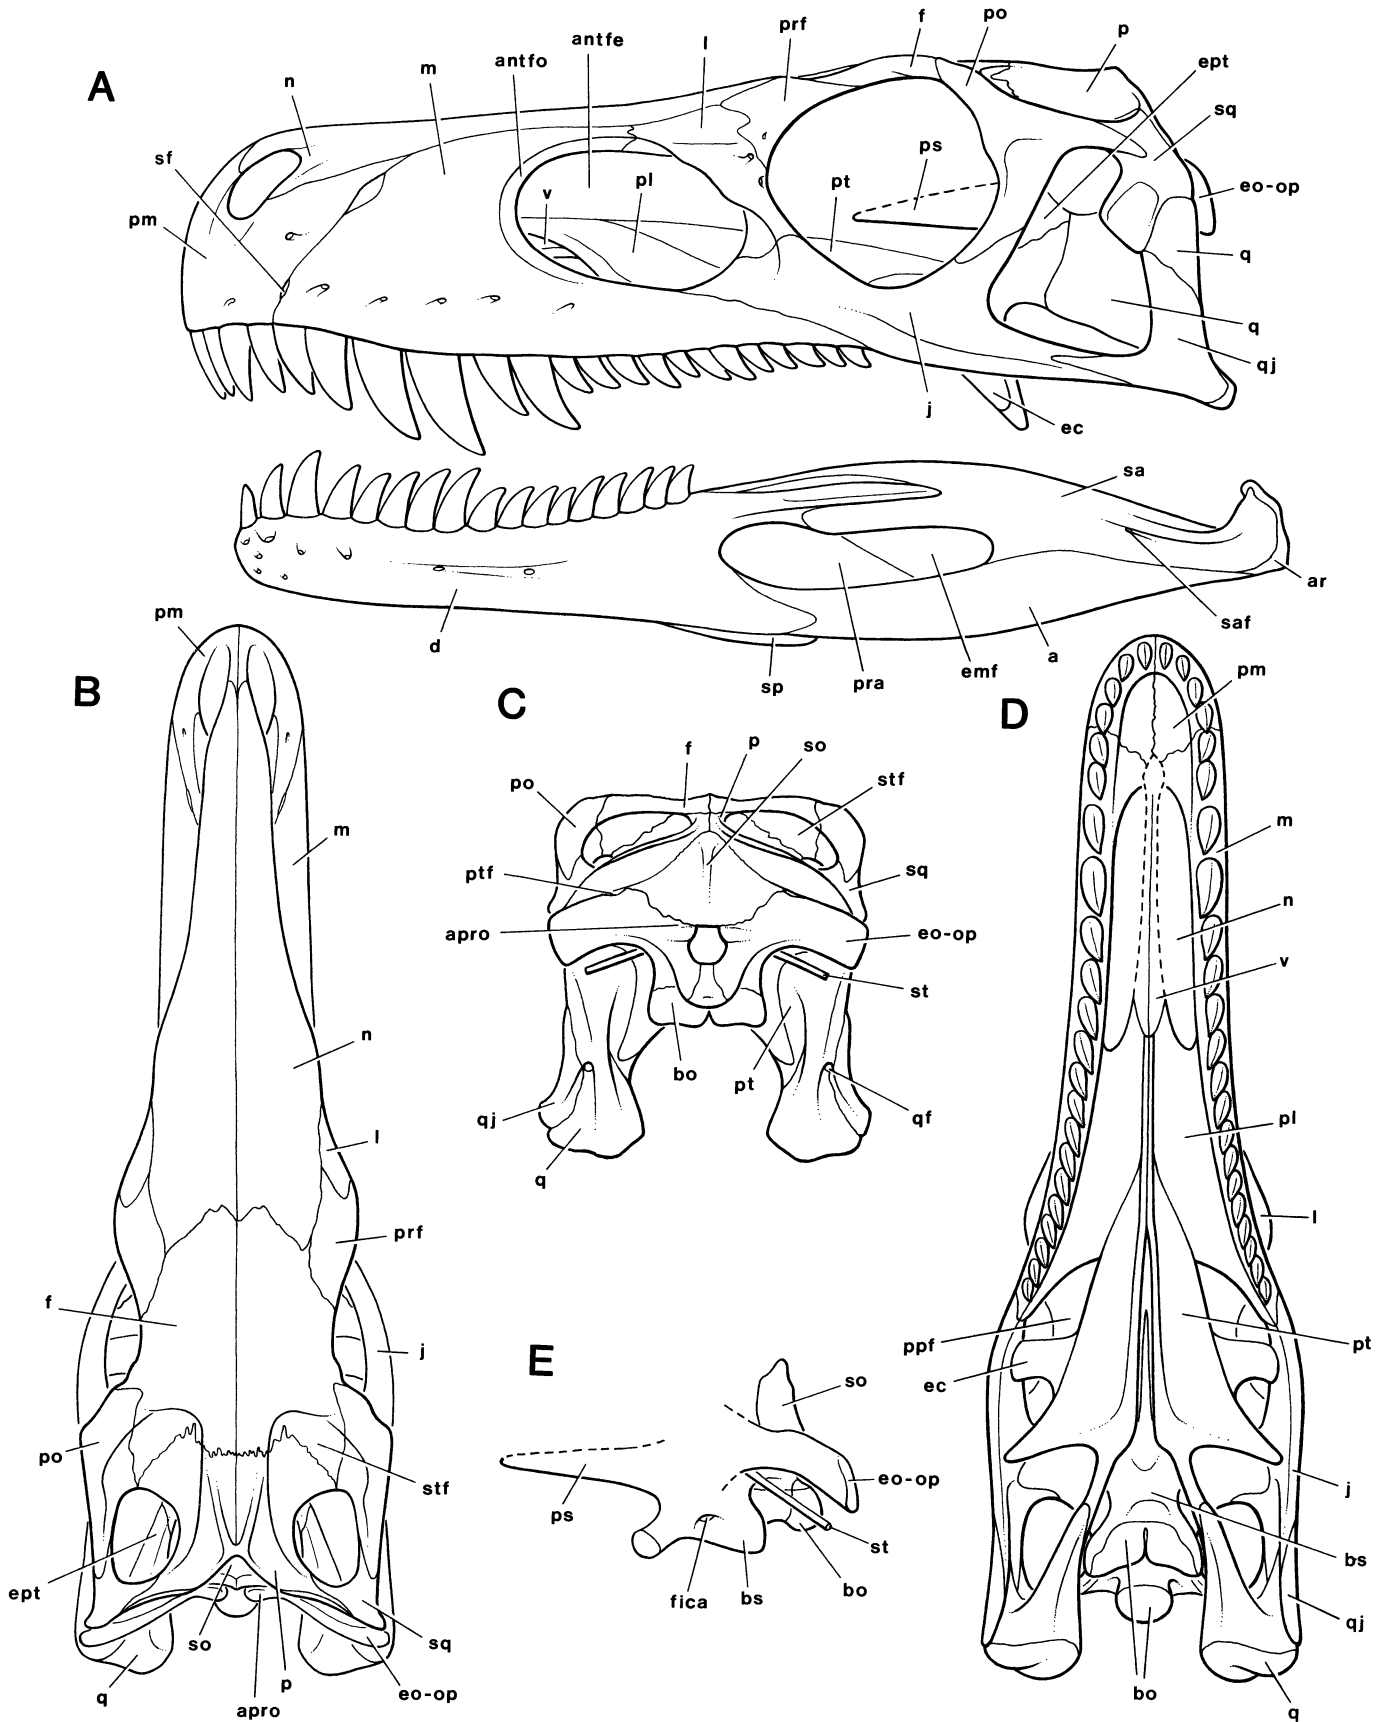 A
n
m
antfo
antfe
l
prf
f
po
p
ept
sq
sf
pm
v
pl
pt
ps
eo-op
q
q
qj
j
ec
sa
ar
saf
a
emf
pra
sp
d
B
pm
m
n
l
prf
f
j
po
stf
ept
so
sq
q
p
apro
eo-op
C
f
p
so
po
stf
ptf
sq
apro
eo-op
st
bo
pt
qj
qf
q
D
pm
m
n
v
pl
l
ppf
pt
ec
j
bs
qj
bo
q
E
so
eo-op
ps
st
fica
bs
bo